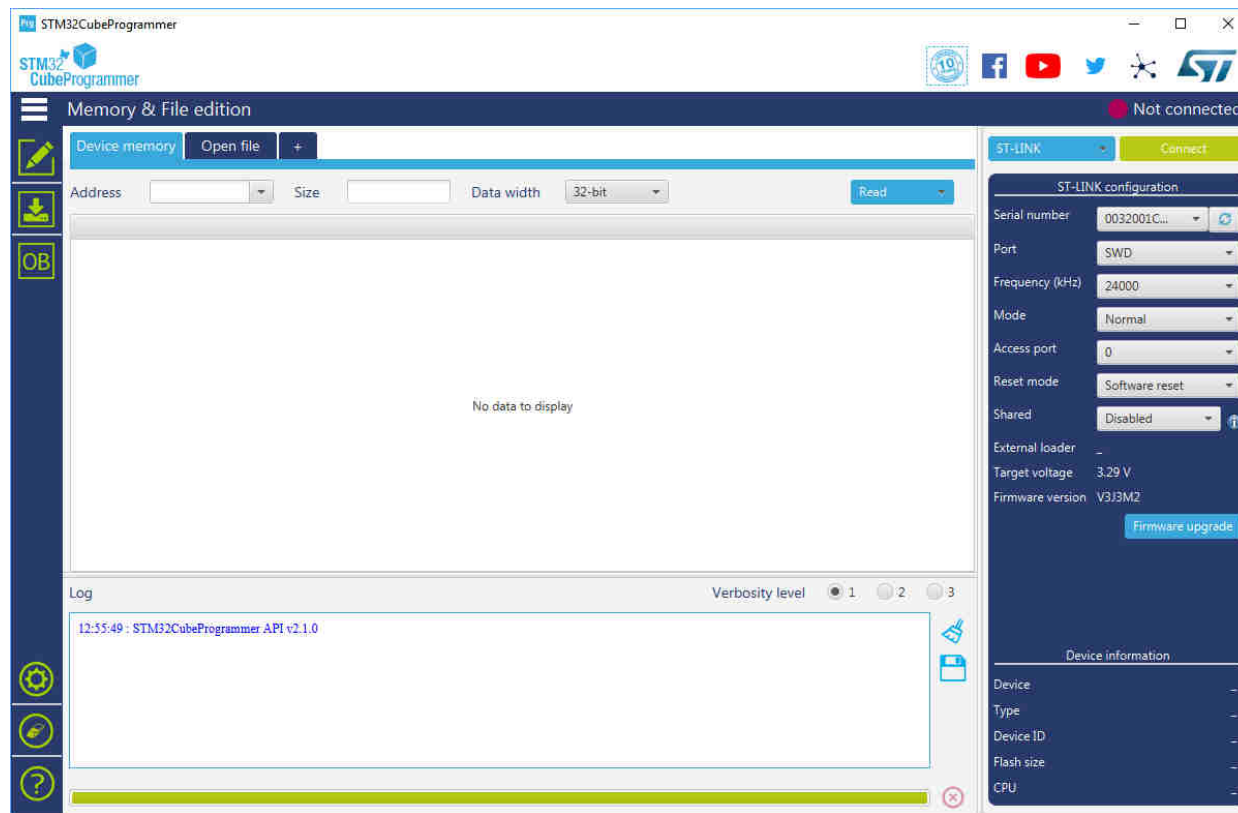 Prg STM32CubeProgrammer
STM32
CubeProgrammer
10
Memory & File edition
Not connected
Device memory Open file +
ST-LINK Connect
Address Size Data width 32-bit Read
ST-LINK configuration
Serial number 0032001C...
OB
Port SWD
Frequency (kHz) 24000
Mode Normal
Access port 0
Reset mode Software reset
No data to display
Shared Disabled
External loader _
Target voltage 3.29 V
Firmware version V3J3M2
Firmware upgrade
Log Verbosity level 1 2 3
12:55:49 : STM32CubeProgrammer API v2.1.0
Device information
Device _
Type _
Device ID _
Flash size _
CPU _